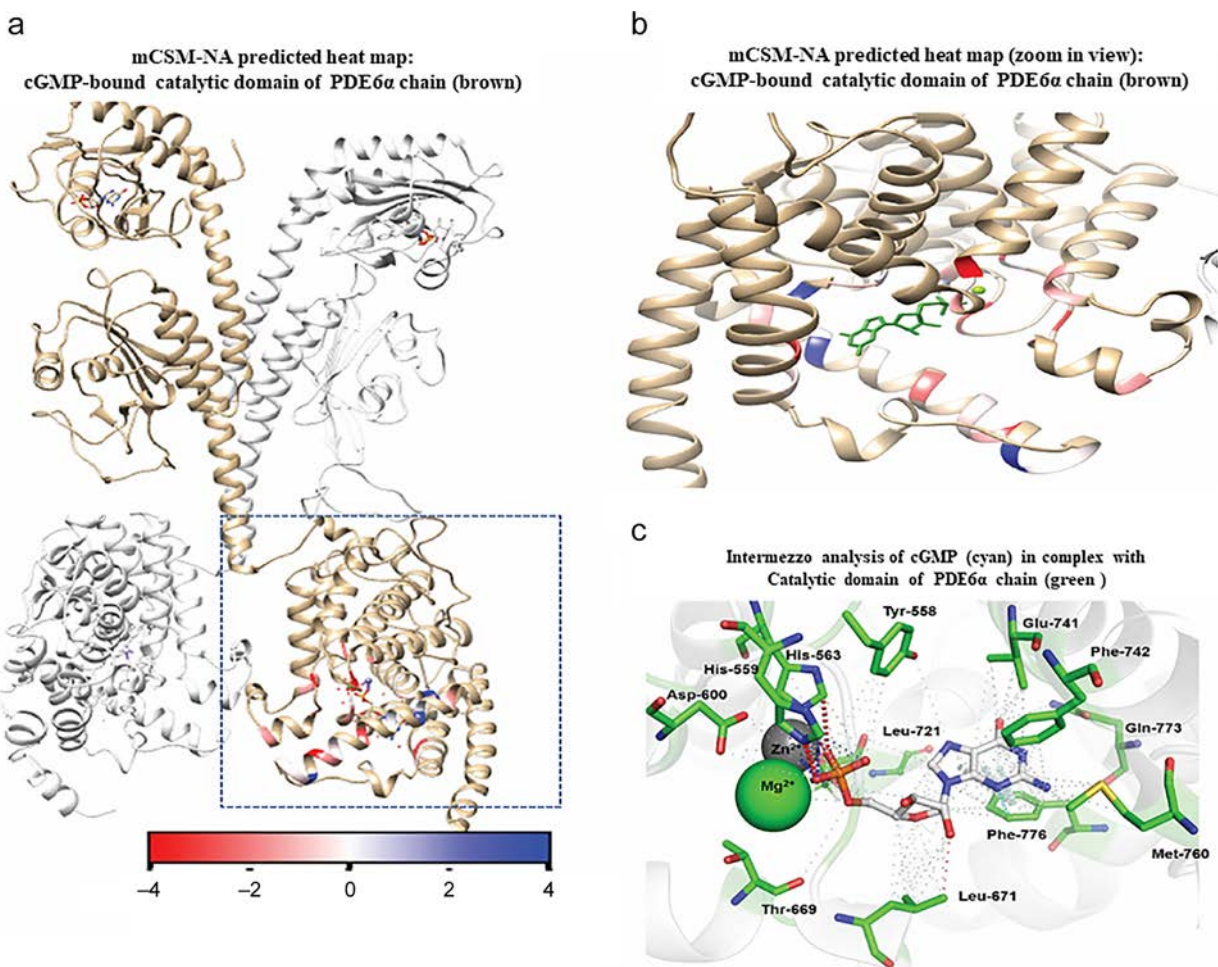 a
mCSM-NA predicted heat map:
cGMP-bound catalytic domain of PDE6α chain (brown)
–4
–2
0
2
4
b
mCSM-NA predicted heat map (zoom in view):
cGMP-bound catalytic domain of PDE6α chain (brown)
c
Intermezzo analysis of cGMP (cyan) in complex with
Catalytic domain of PDE6α chain (green )
Tyr-558
Glu-741
His-563
Phe-742
His-559
Asp-600
Gln-773
Leu-721
Zn²⁺
Mg²⁺
Phe-776
Met-760
Leu-671
Thr-669